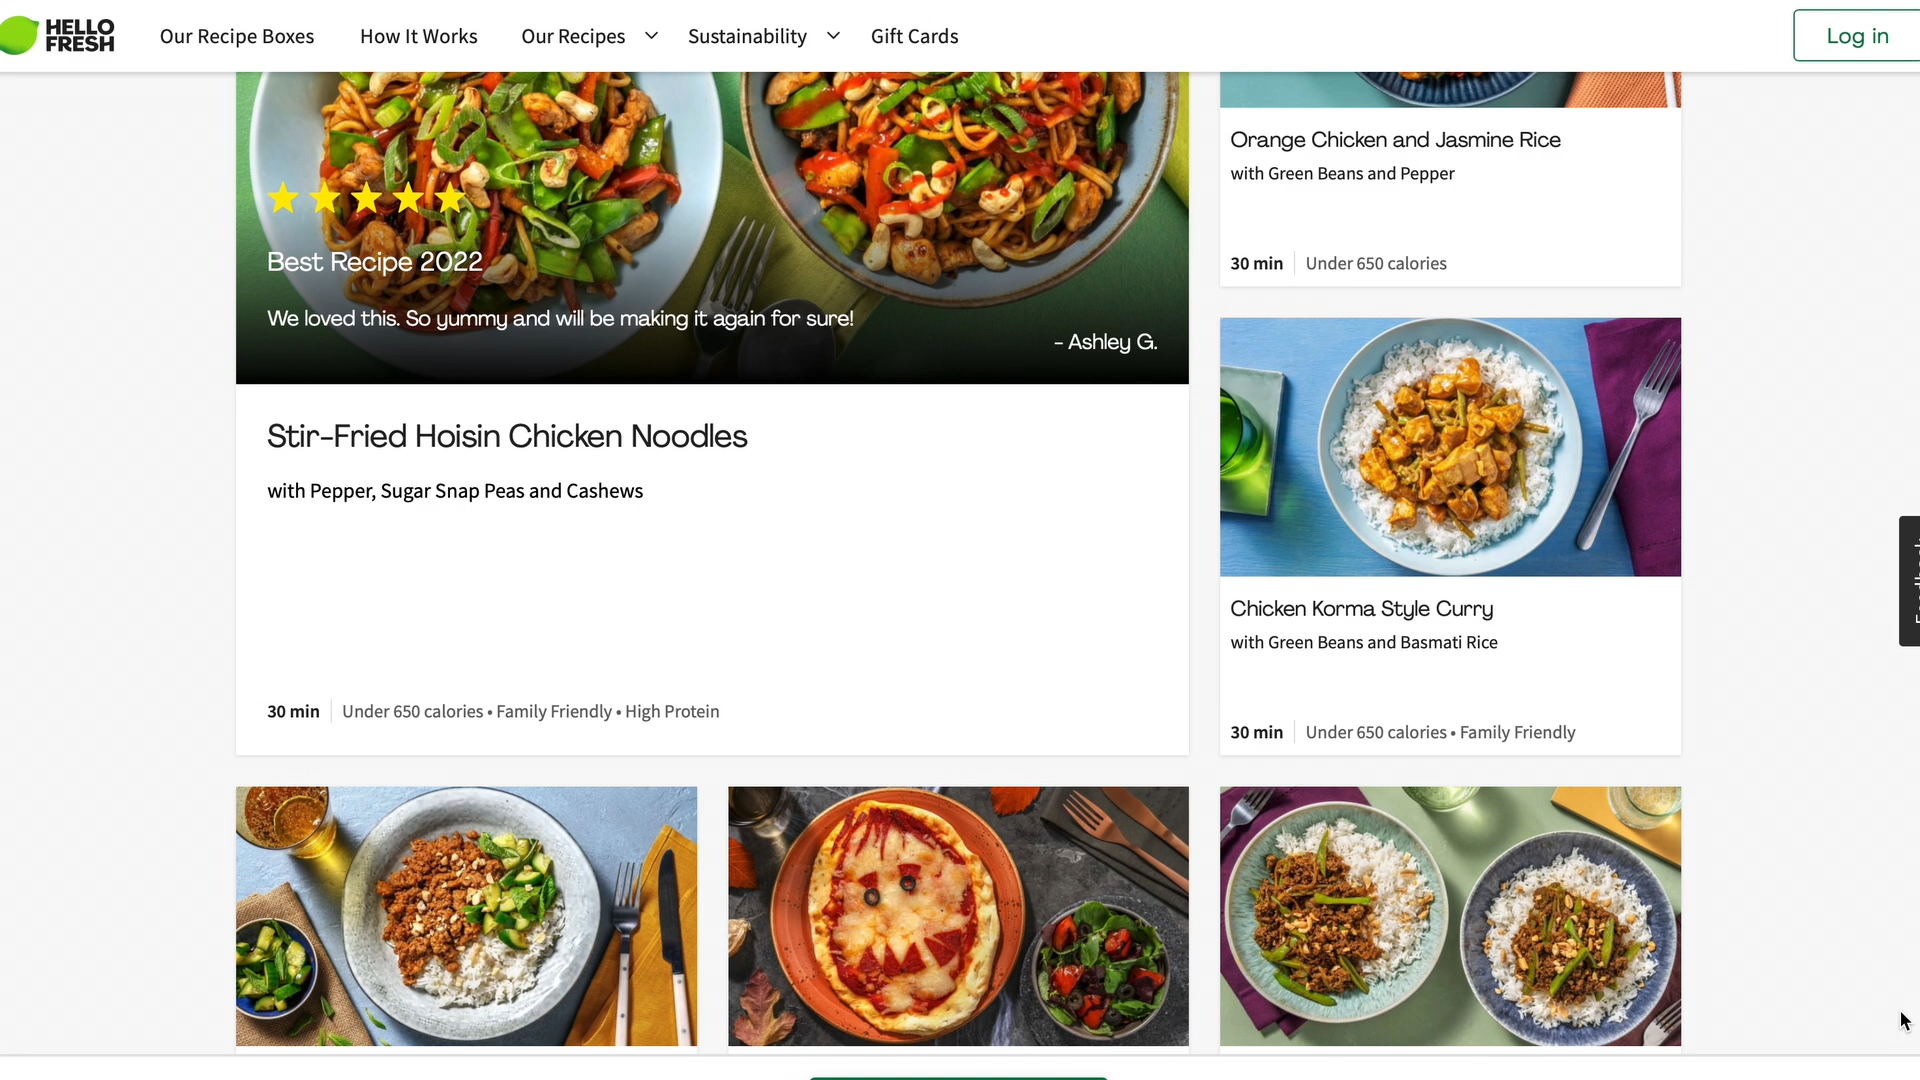 HELLO
FRESH
Our Recipe Boxes
How It Works
Our Recipes
Sustainability
Gift Cards
Log in
Best Recipe 2022
We loved this. So yummy and will be making it again for sure!
- Ashley G.
Stir-Fried Hoisin Chicken Noodles
with Pepper, Sugar Snap Peas and Cashews
30 min
Under 650 calories • Family Friendly • High Protein
Orange Chicken and Jasmine Rice
with Green Beans and Pepper
30 min
Under 650 calories
Chicken Korma Style Curry
with Green Beans and Basmati Rice
30 min
Under 650 calories • Family Friendly